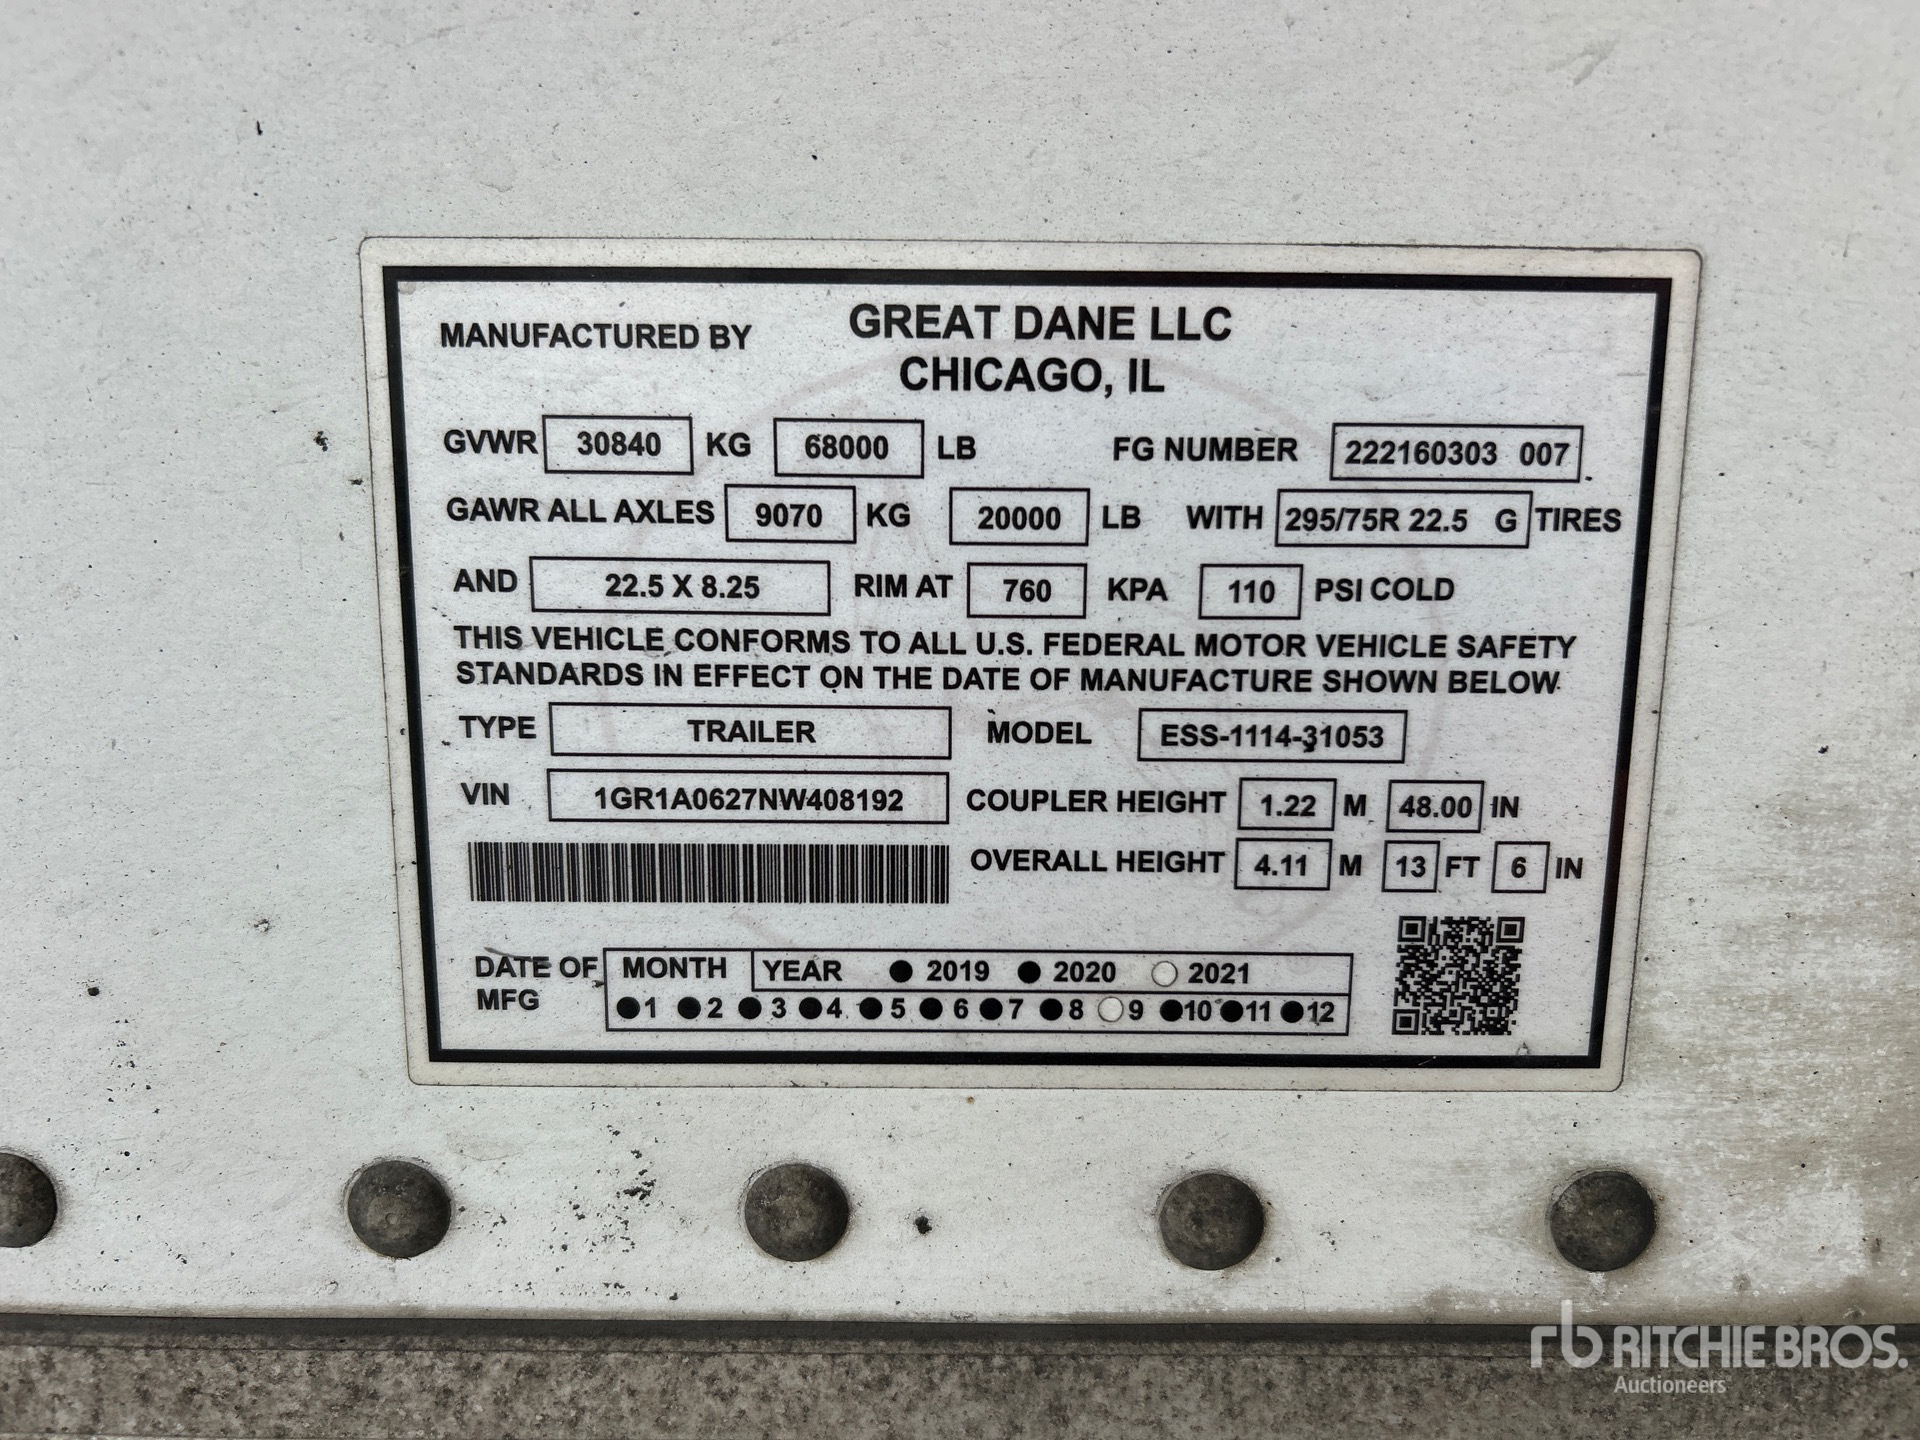 MANUFACTURED BY GREAT DANE LLC
CHICAGO, IL
GVWR 30840 KG 68000 LB FG NUMBER 222160303 007
GAWR ALL AXLES 9070 KG 20000 LB WITH 295/75R 22.5 G TIRES
AND 22.5 X 8.25 RIM AT 760 KPA 110 PSI COLD
THIS VEHICLE CONFORMS TO ALL U.S. FEDERAL MOTOR VEHICLE SAFETY
STANDARDS IN EFFECT ON THE DATE OF MANUFACTURE SHOWN BELOW
TYPE TRAILER MODEL ESS-1114-31053
VIN 1GR1A0627NW408192 COUPLER HEIGHT 1.22 M 48.00 IN
OVERALL HEIGHT 4.11 M 13 FT 6 IN
DATE OF MFG MONTH YEAR 2019 2020 2021
1 2 3 4 5 6 7 8 9 10 11 12
rb RITCHIE BROS.
Auctioneers